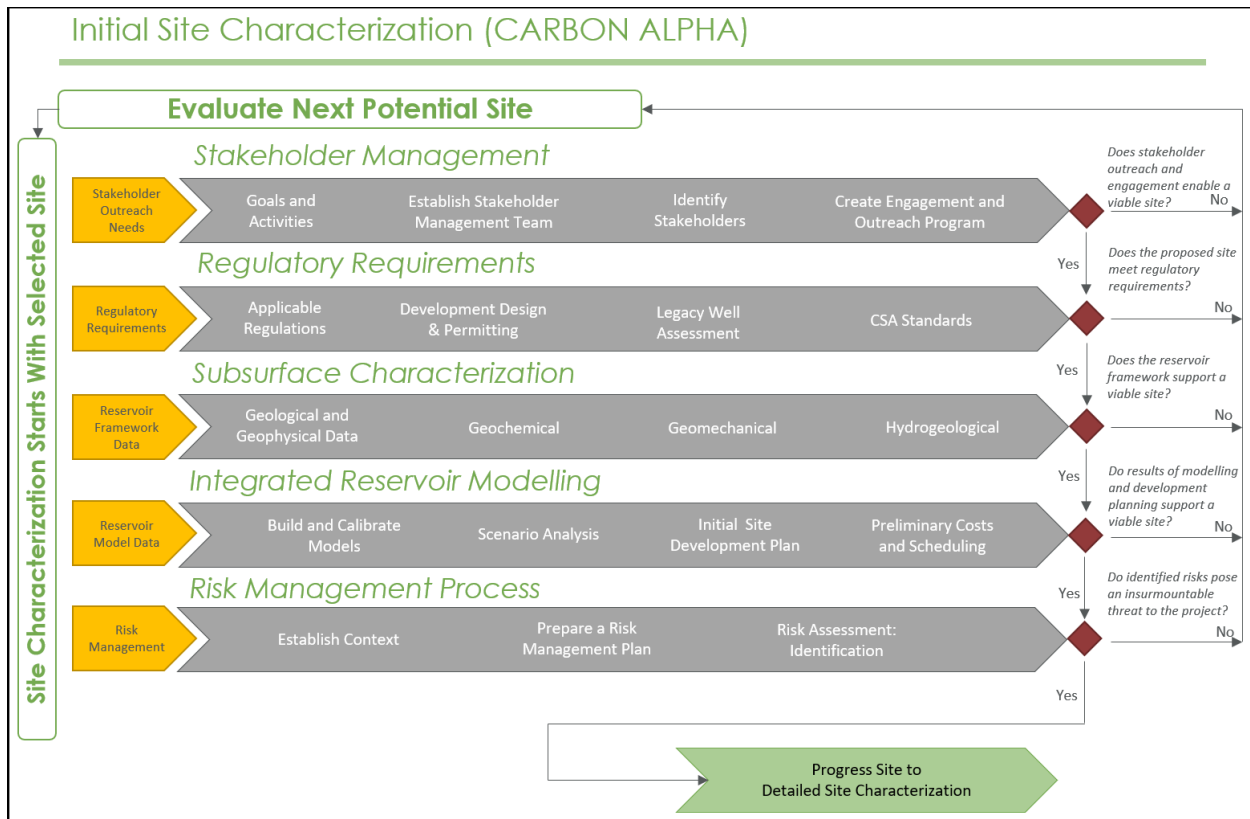 Initial Site Characterization (CARBON ALPHA)
Evaluate Next Potential Site
Site Characterization Starts With Selected Site
Stakeholder Management
Stakeholder
Outreach
Needs
Goals and
Activities
Establish Stakeholder
Management Team
Identify
Stakeholders
Create Engagement and
Outreach Program
Does stakeholder
outreach and
engagement enable a
viable site?
No
Yes
Regulatory Requirements
Regulatory
Requirements
Applicable
Regulations
Development Design
& Permitting
Legacy Well
Assessment
CSA Standards
Does the proposed site
meet regulatory
requirements?
No
Yes
Subsurface Characterization
Reservoir
Framework
Data
Geological and
Geophysical Data
Geochemical
Geomechanical
Hydrogeological
Does the reservoir
framework support a
viable site?
No
Yes
Integrated Reservoir Modelling
Reservoir
Model Data
Build and Calibrate
Models
Scenario Analysis
Initial Site
Development Plan
Preliminary Costs
and Scheduling
Do results of modelling
and development
planning support a
viable site?
No
Yes
Risk Management Process
Risk
Management
Establish Context
Prepare a Risk
Management Plan
Risk Assessment:
Identification
Do identified risks pose
an insurmountable
threat to the project?
No
Yes
Progress Site to
Detailed Site Characterization